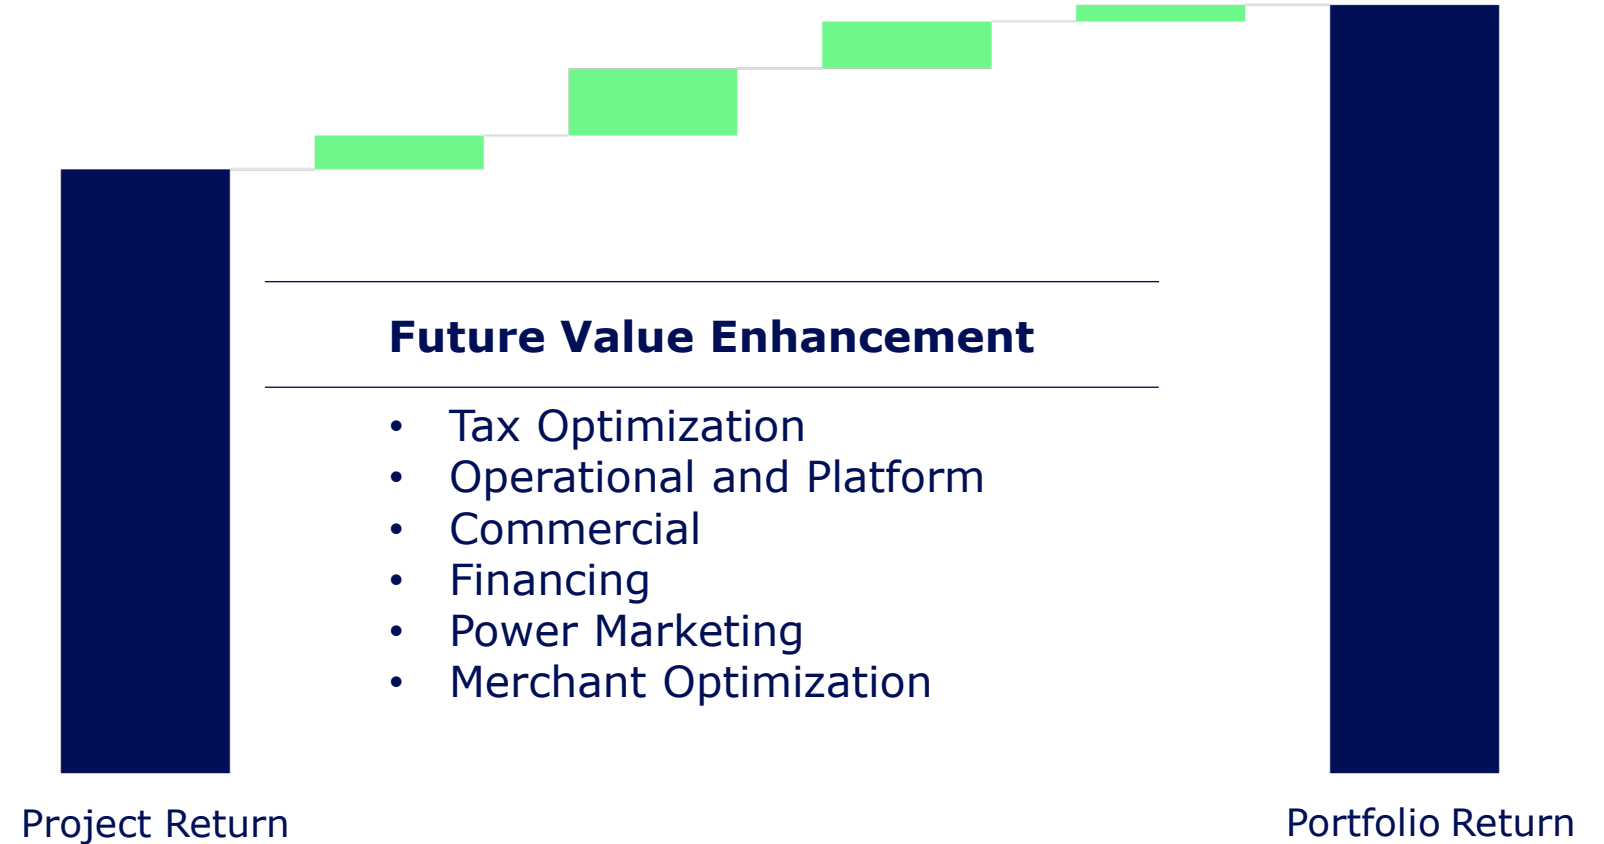 Future Value Enhancement
• Tax Optimization
• Operational and Platform
• Commercial
• Financing
• Power Marketing
• Merchant Optimization
Project Return
Portfolio Return